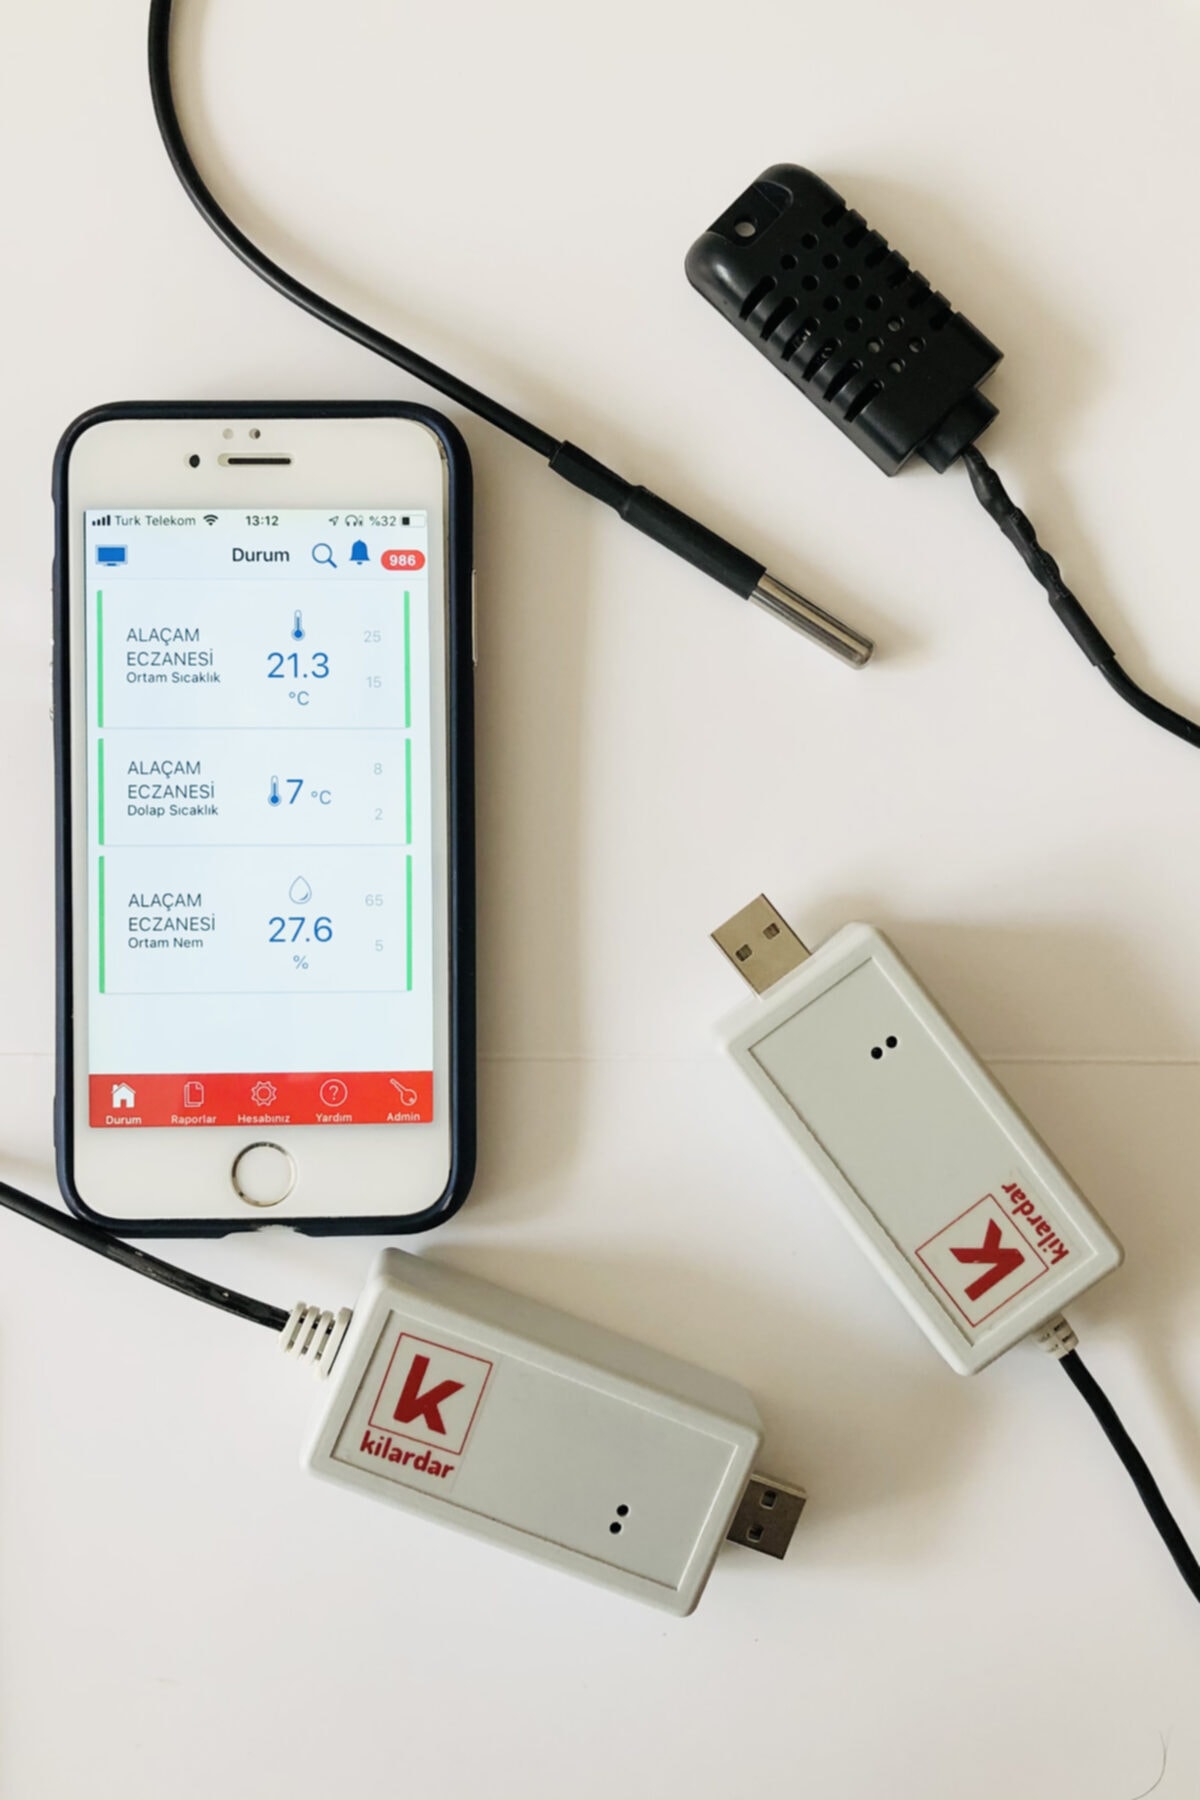 Turk Telekom 13:12 %32
Durum 986
ALAÇAM
ECZANESİ
Ortam Sıcaklık
21.3
°C
25
15
ALAÇAM
ECZANESİ
Dolap Sıcaklık
7 °C
8
2
ALAÇAM
ECZANESİ
Ortam Nem
27.6
%
65
5
Durum Raporlar Hesabınız Yardım Admin
k
kilardar
k
kilardar